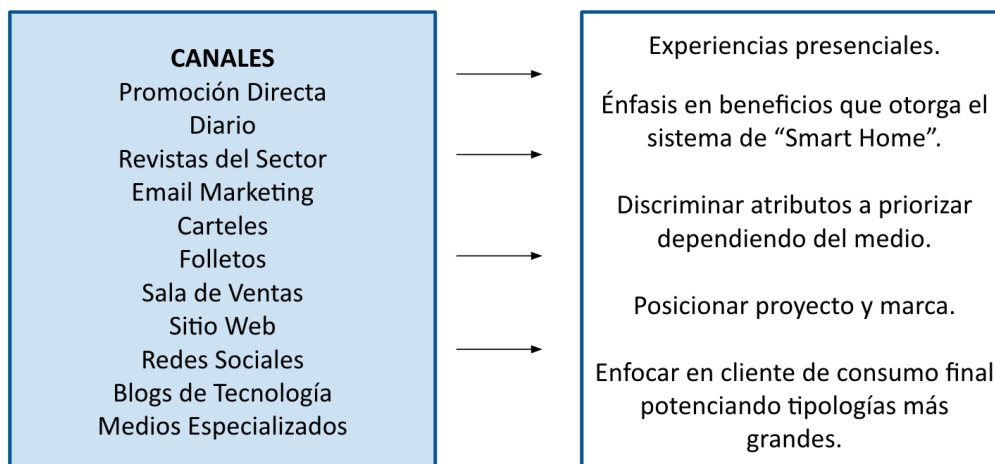 CANALES
Promoción Directa
Diario
Revistas del Sector
Email Marketing
Carteles
Folletos
Sala de Ventas
Sitio Web
Redes Sociales
Blogs de Tecnología
Medios Especializados
Experiencias presenciales.
Énfasis en beneficios que otorga el
sistema de “Smart Home”.
Discriminar atributos a priorizar
dependiendo del medio.
Posicionar proyecto y marca.
Enfocar en cliente de consumo final
potenciando tipologías más
grandes.